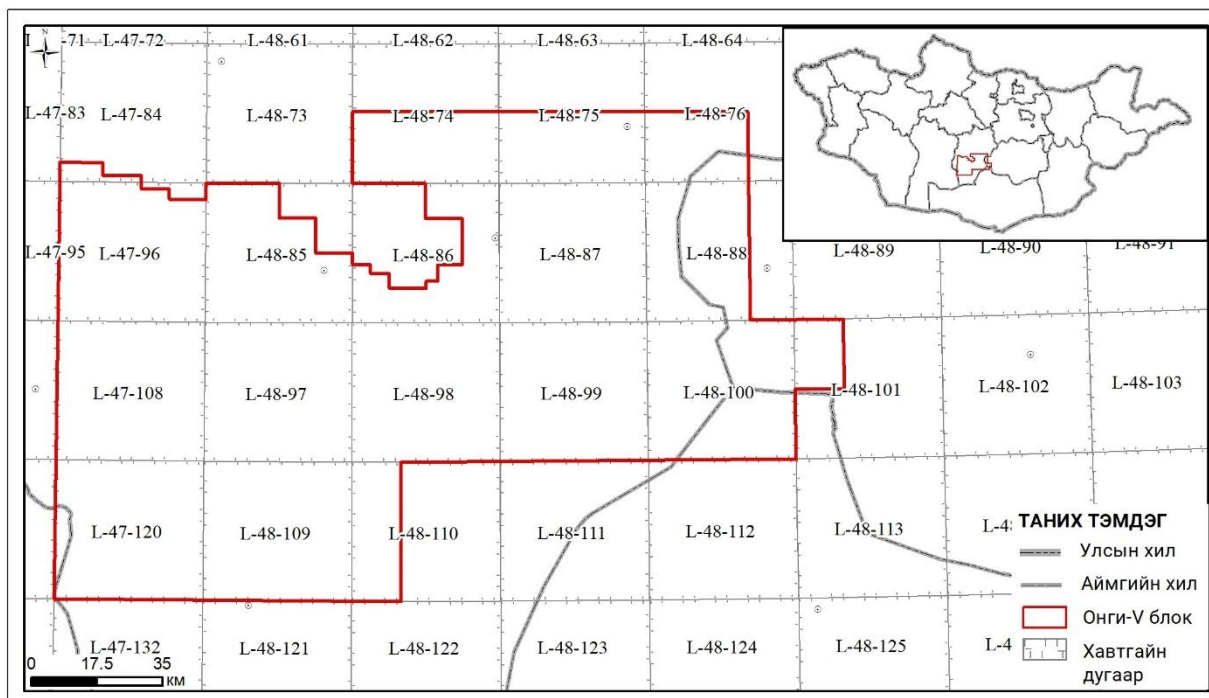 N
L-47-71 L-47-72 L-48-61 L-48-62 L-48-63 L-48-64
L-47-83 L-47-84 L-48-73 L-48-74 L-48-75 L-48-76
L-47-95 L-47-96 L-48-85 L-48-86 L-48-87 L-48-88 L-48-89 L-48-90 L-48-91
L-47-108 L-48-97 L-48-98 L-48-99 L-48-100 L-48-101 L-48-102 L-48-103
L-47-120 L-48-109 L-48-110 L-48-111 L-48-112 L-48-113
L-47-132 L-48-121 L-48-122 L-48-123 L-48-124 L-48-125
ТАНИХ ТЭМДЭГ
Улсын хил
Аймгийн хил
Онги-V блок
Хавтгайн
дугаар
0 17.5 35
км